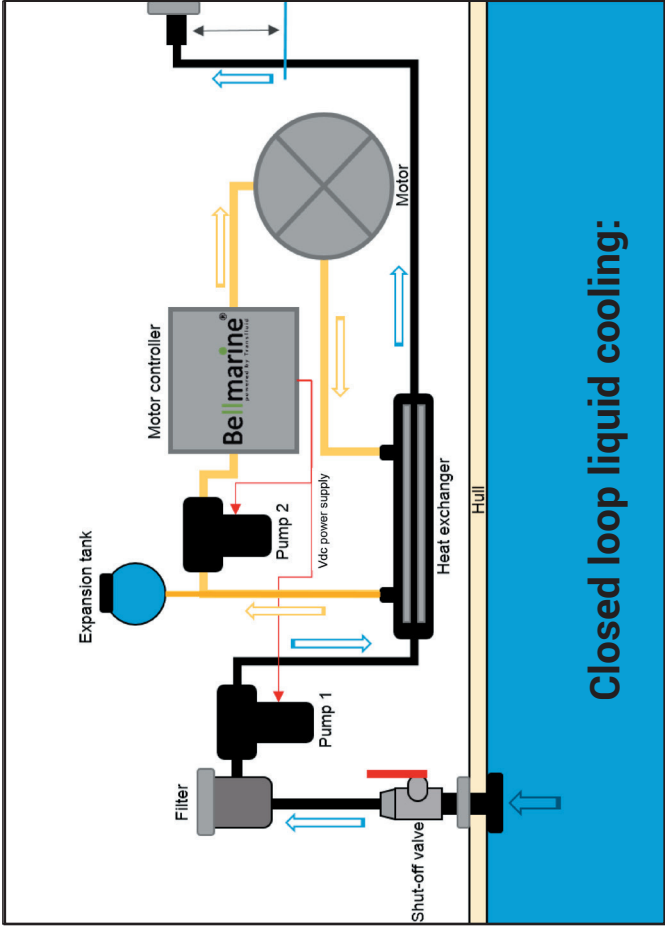 Expansion tank
Motor controller
Bellmarine®
powered by Transfluid
Filter
Pump 2
Motor
Vdc power supply
Pump 1
Heat exchanger
Shut-off valve
Hull
Closed loop liquid cooling: